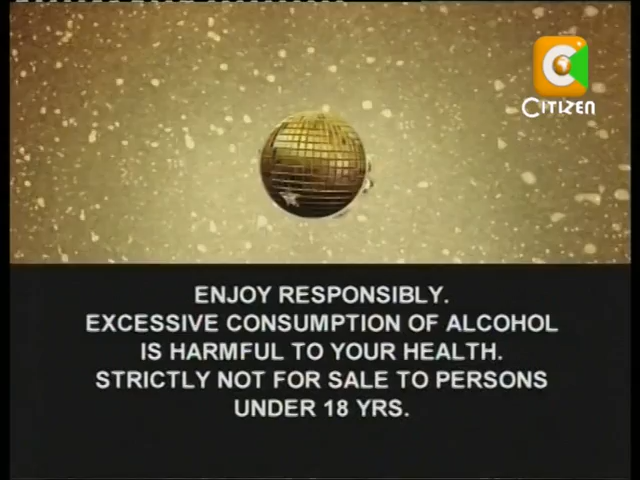 CITIZEN
ENJOY RESPONSIBLY.
EXCESSIVE CONSUMPTION OF ALCOHOL
IS HARMFUL TO YOUR HEALTH.
STRICTLY NOT FOR SALE TO PERSONS
UNDER 18 YRS.